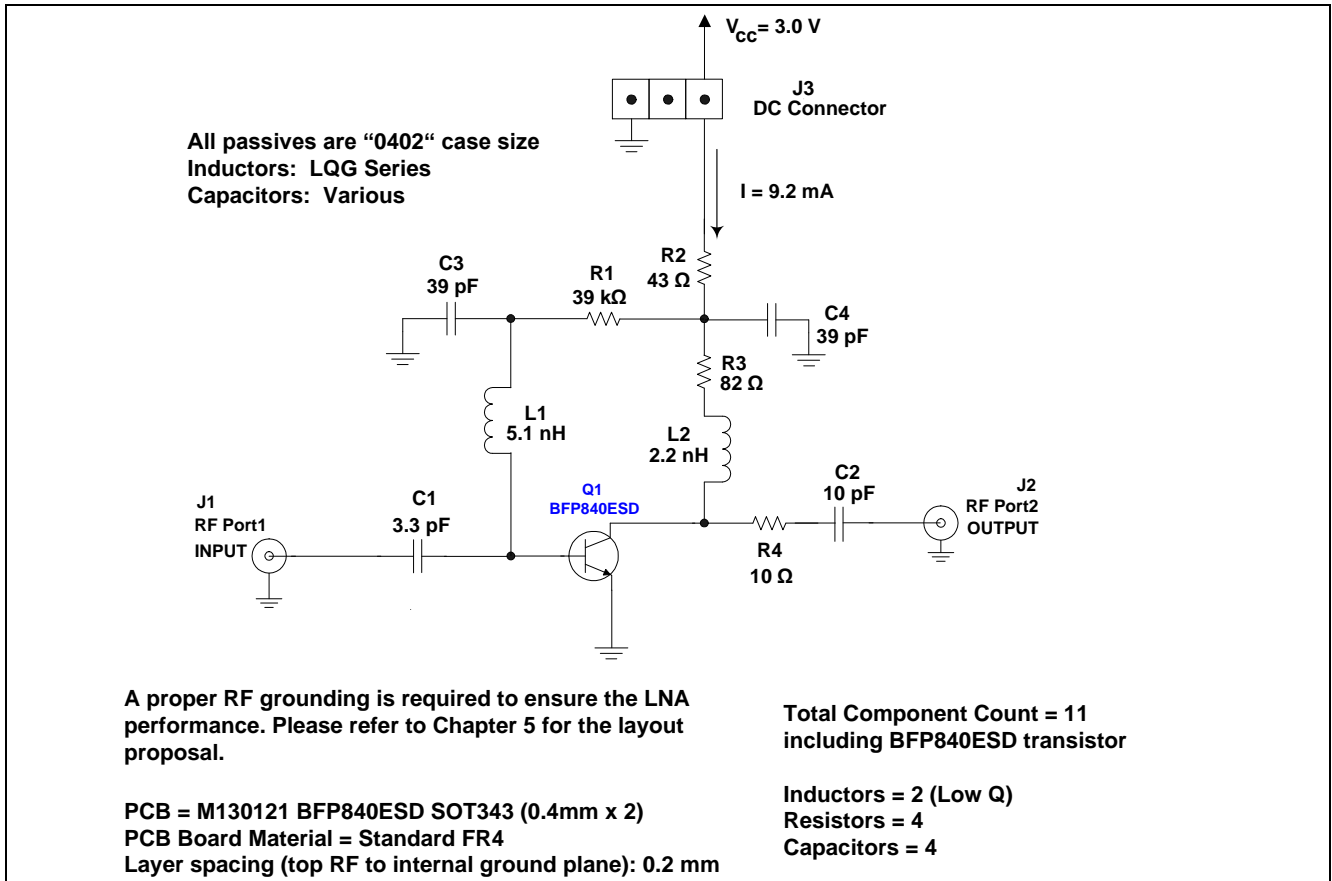 Vcc= 3.0 V
J3
DC Connector
All passives are “0402“ case size
Inductors: LQG Series
Capacitors: Various
I = 9.2 mA
R2
43 Ω
C3
39 pF
R1
39 kΩ
C4
39 pF
R3
82 Ω
L1
5.1 nH
L2
2.2 nH
C2
10 pF
Q1
BFP840ESD
J1
RF Port1
INPUT
C1
3.3 pF
J2
RF Port2
OUTPUT
R4
10 Ω
A proper RF grounding is required to ensure the LNA
performance. Please refer to Chapter 5 for the layout
proposal.
PCB = M130121 BFP840ESD SOT343 (0.4mm x 2)
PCB Board Material = Standard FR4
Layer spacing (top RF to internal ground plane): 0.2 mm
Total Component Count = 11
including BFP840ESD transistor
Inductors = 2 (Low Q)
Resistors = 4
Capacitors = 4